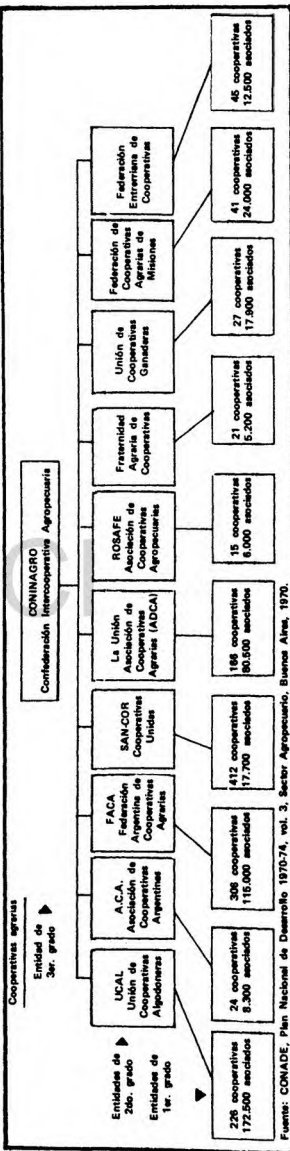 Cooperativas agrarias
Entidad de
3er. grado
CONINAGRO
Confederación Intercooperativa Agropecuaria
Entidades de
2do. grado
UCAL
Unión de
Cooperativas
Algodoneras
A.C.A.
Asociación de
Cooperativas
Argentinas
FACA
Federación
Argentina de
Cooperativas
Agrarias
SAN-COR
Cooperativas
Unidas
La Unión
Asociación de
Cooperativas
Agrarias (ADCA)
ROSAFE
Asociación de
Cooperativas
Agropecuarias
Fraternidad
Agraria de
Cooperativas
Unión de
Cooperativas
Ganaderas
Federación de
Cooperativas
Agrarias de
Misiones
Federación
Entrerriana de
Cooperativas
Entidades de
1er. grado
226 cooperativas
172.500 asociados
24 cooperativas
8.300 asociados
306 cooperativas
115.000 asociados
412 cooperativas
17.700 asociados
166 cooperativas
80.500 asociados
15 cooperativas
6.000 asociados
21 cooperativas
5.200 asociados
27 cooperativas
17.900 asociados
41 cooperativas
24.000 asociados
45 cooperativas
12.500 asociados
Fuente: CONADE, Plan Nacional de Desarrollo 1970-74, vol. 3, Sector Agropecuario, Buenos Aires, 1970.